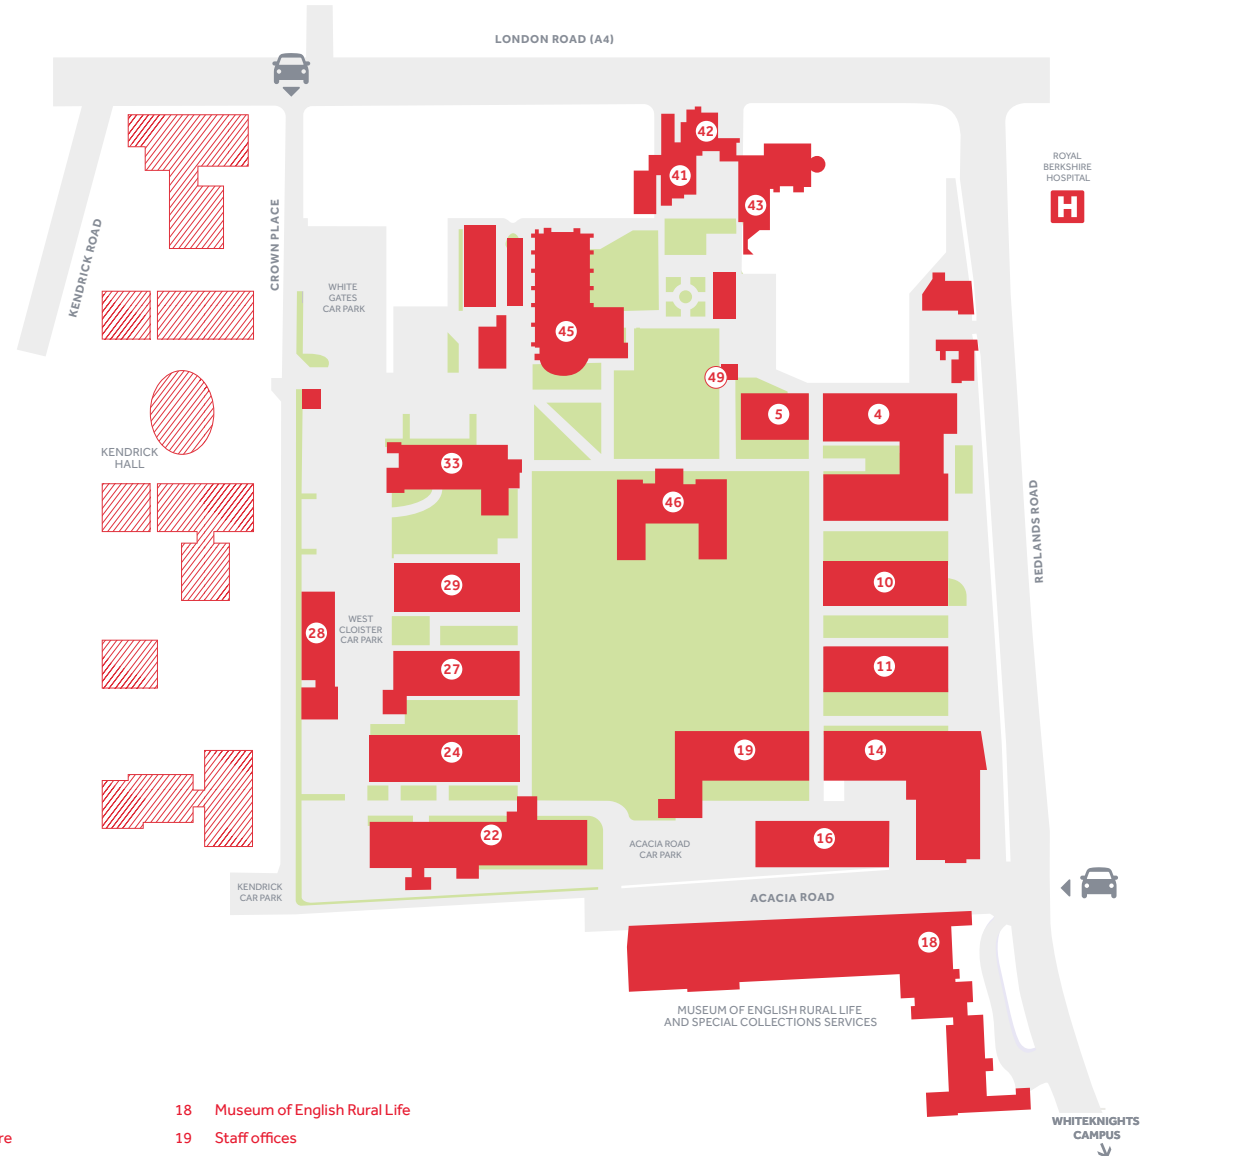 LONDON ROAD (A4)
42
ROYAL
BERKSHIRE
HOSPITAL
41
H
43
KENDRICK ROAD
CROWN PLACE
WHITE
GATES
CAR PARK
45
49
5
4
KENDRICK
HALL
33
46
REDLANDS ROAD
29
10
28
WEST
CLOISTER
CAR PARK
27
11
24
19
14
22
16
ACACIA ROAD
CAR PARK
KENDRICK
CAR PARK
ACACIA ROAD
18
MUSEUM OF ENGLISH RURAL LIFE
AND SPECIAL COLLECTIONS SERVICES
18 Museum of English Rural Life
WHITEKNIGHTS
CAMPUS
re
19 Staff offices